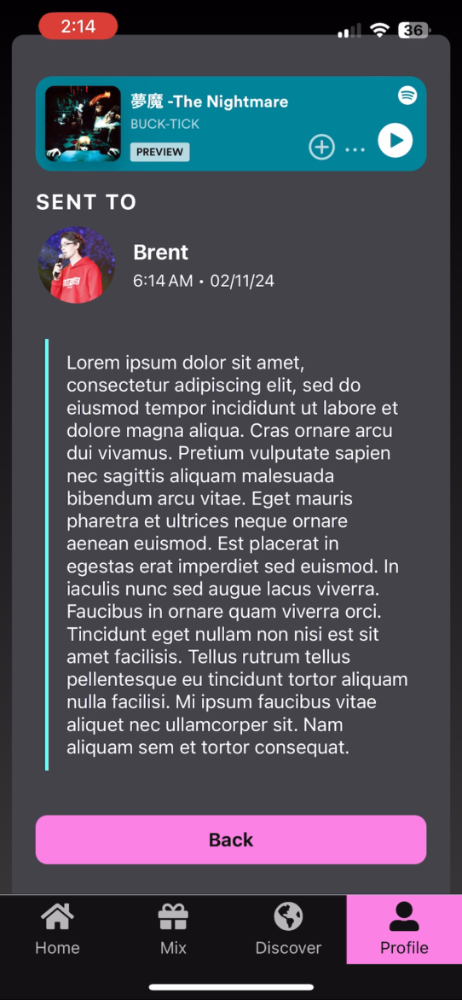 2:14
36
夢魔 -The Nightmare
BUCK-TICK
PREVIEW
SENT TO
Brent
6:14 AM • 02/11/24
Lorem ipsum dolor sit amet,
consectetur adipiscing elit, sed do
eiusmod tempor incididunt ut labore et
dolore magna aliqua. Cras ornare arcu
dui vivamus. Pretium vulputate sapien
nec sagittis aliquam malesuada
bibendum arcu vitae. Eget mauris
pharetra et ultrices neque ornare
aenean euismod. Est placerat in
egestas erat imperdiet sed euismod. In
iaculis nunc sed augue lacus viverra.
Faucibus in ornare quam viverra orci.
Tincidunt eget nullam non nisi est sit
amet facilisis. Tellus rutrum tellus
pellentesque eu tincidunt tortor aliquam
nulla facilisi. Mi ipsum faucibus vitae
aliquet nec ullamcorper sit. Nam
aliquam sem et tortor consequat.
Back
Home
Mix
Discover
Profile